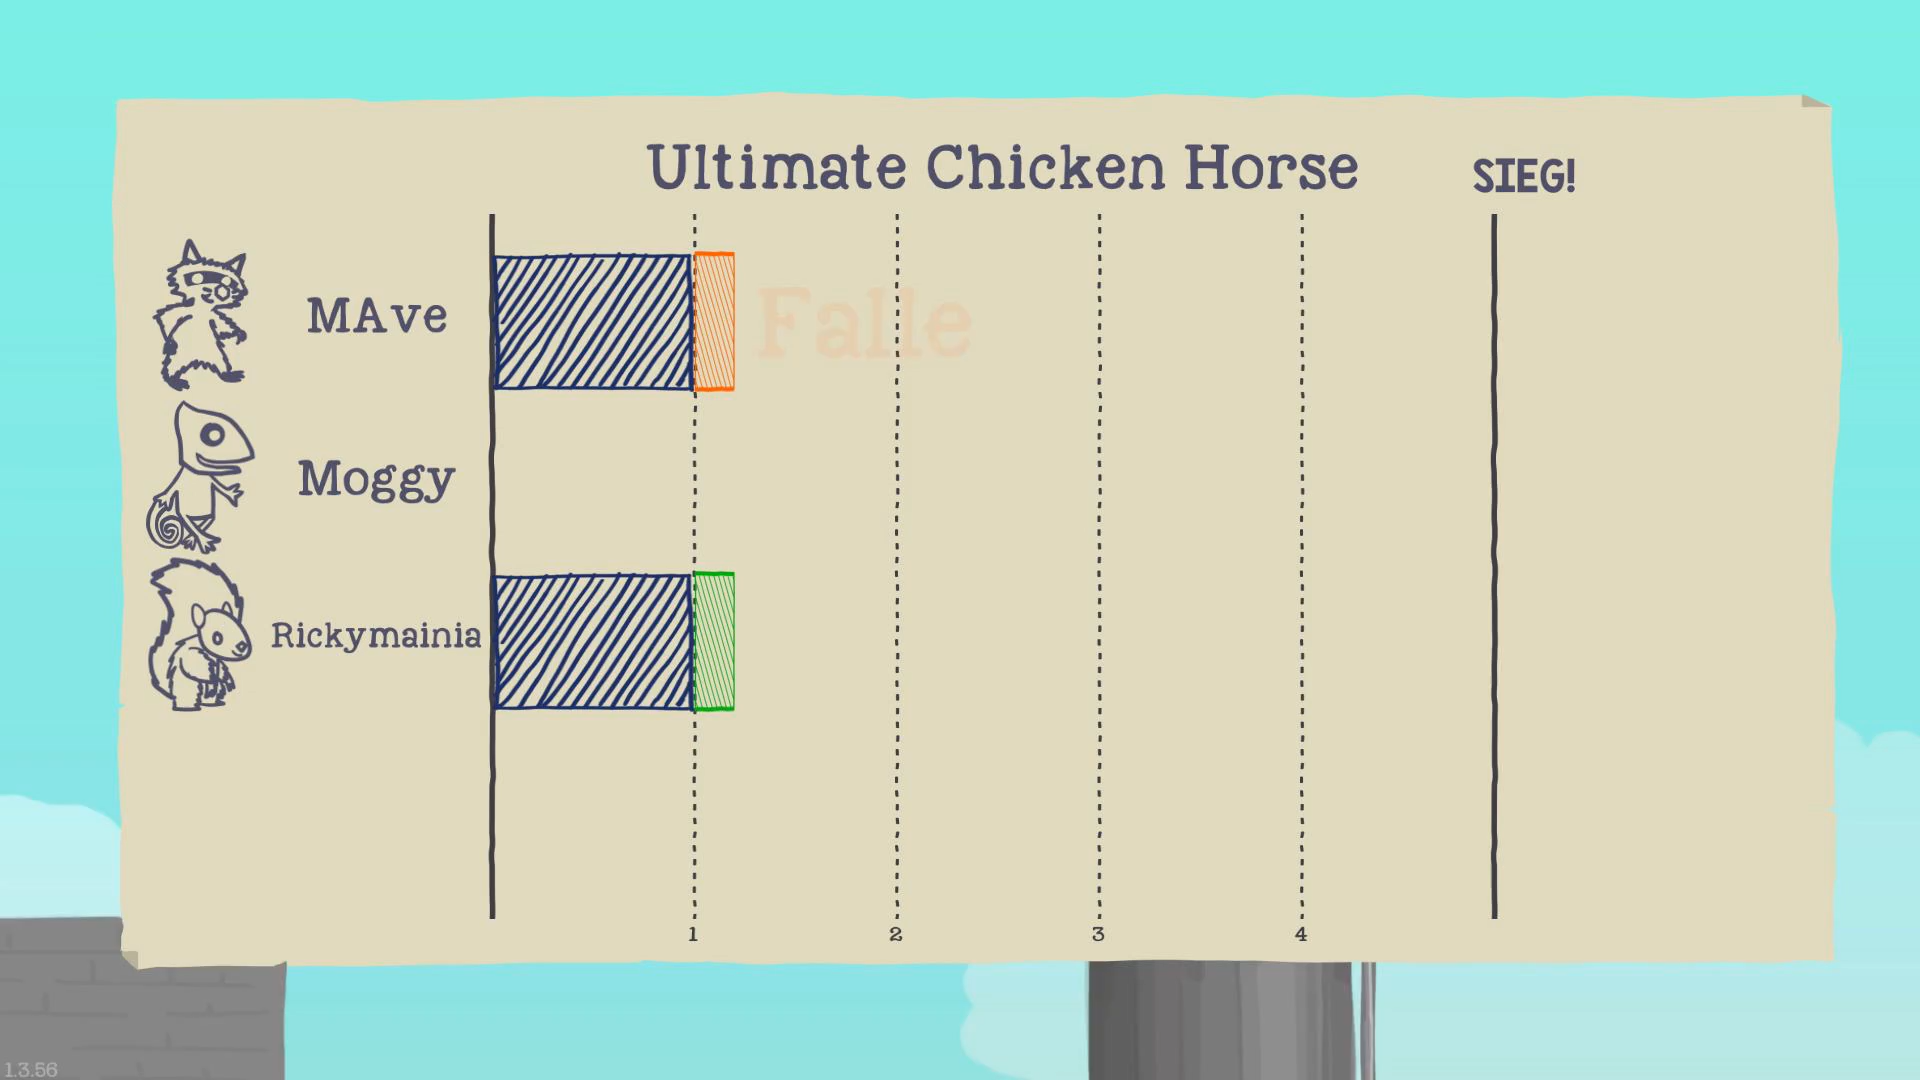 Ultimate Chicken Horse
SIEG!
MAve
Falle
Moggy
Rickymainia
1 2 3 4
1.3.56